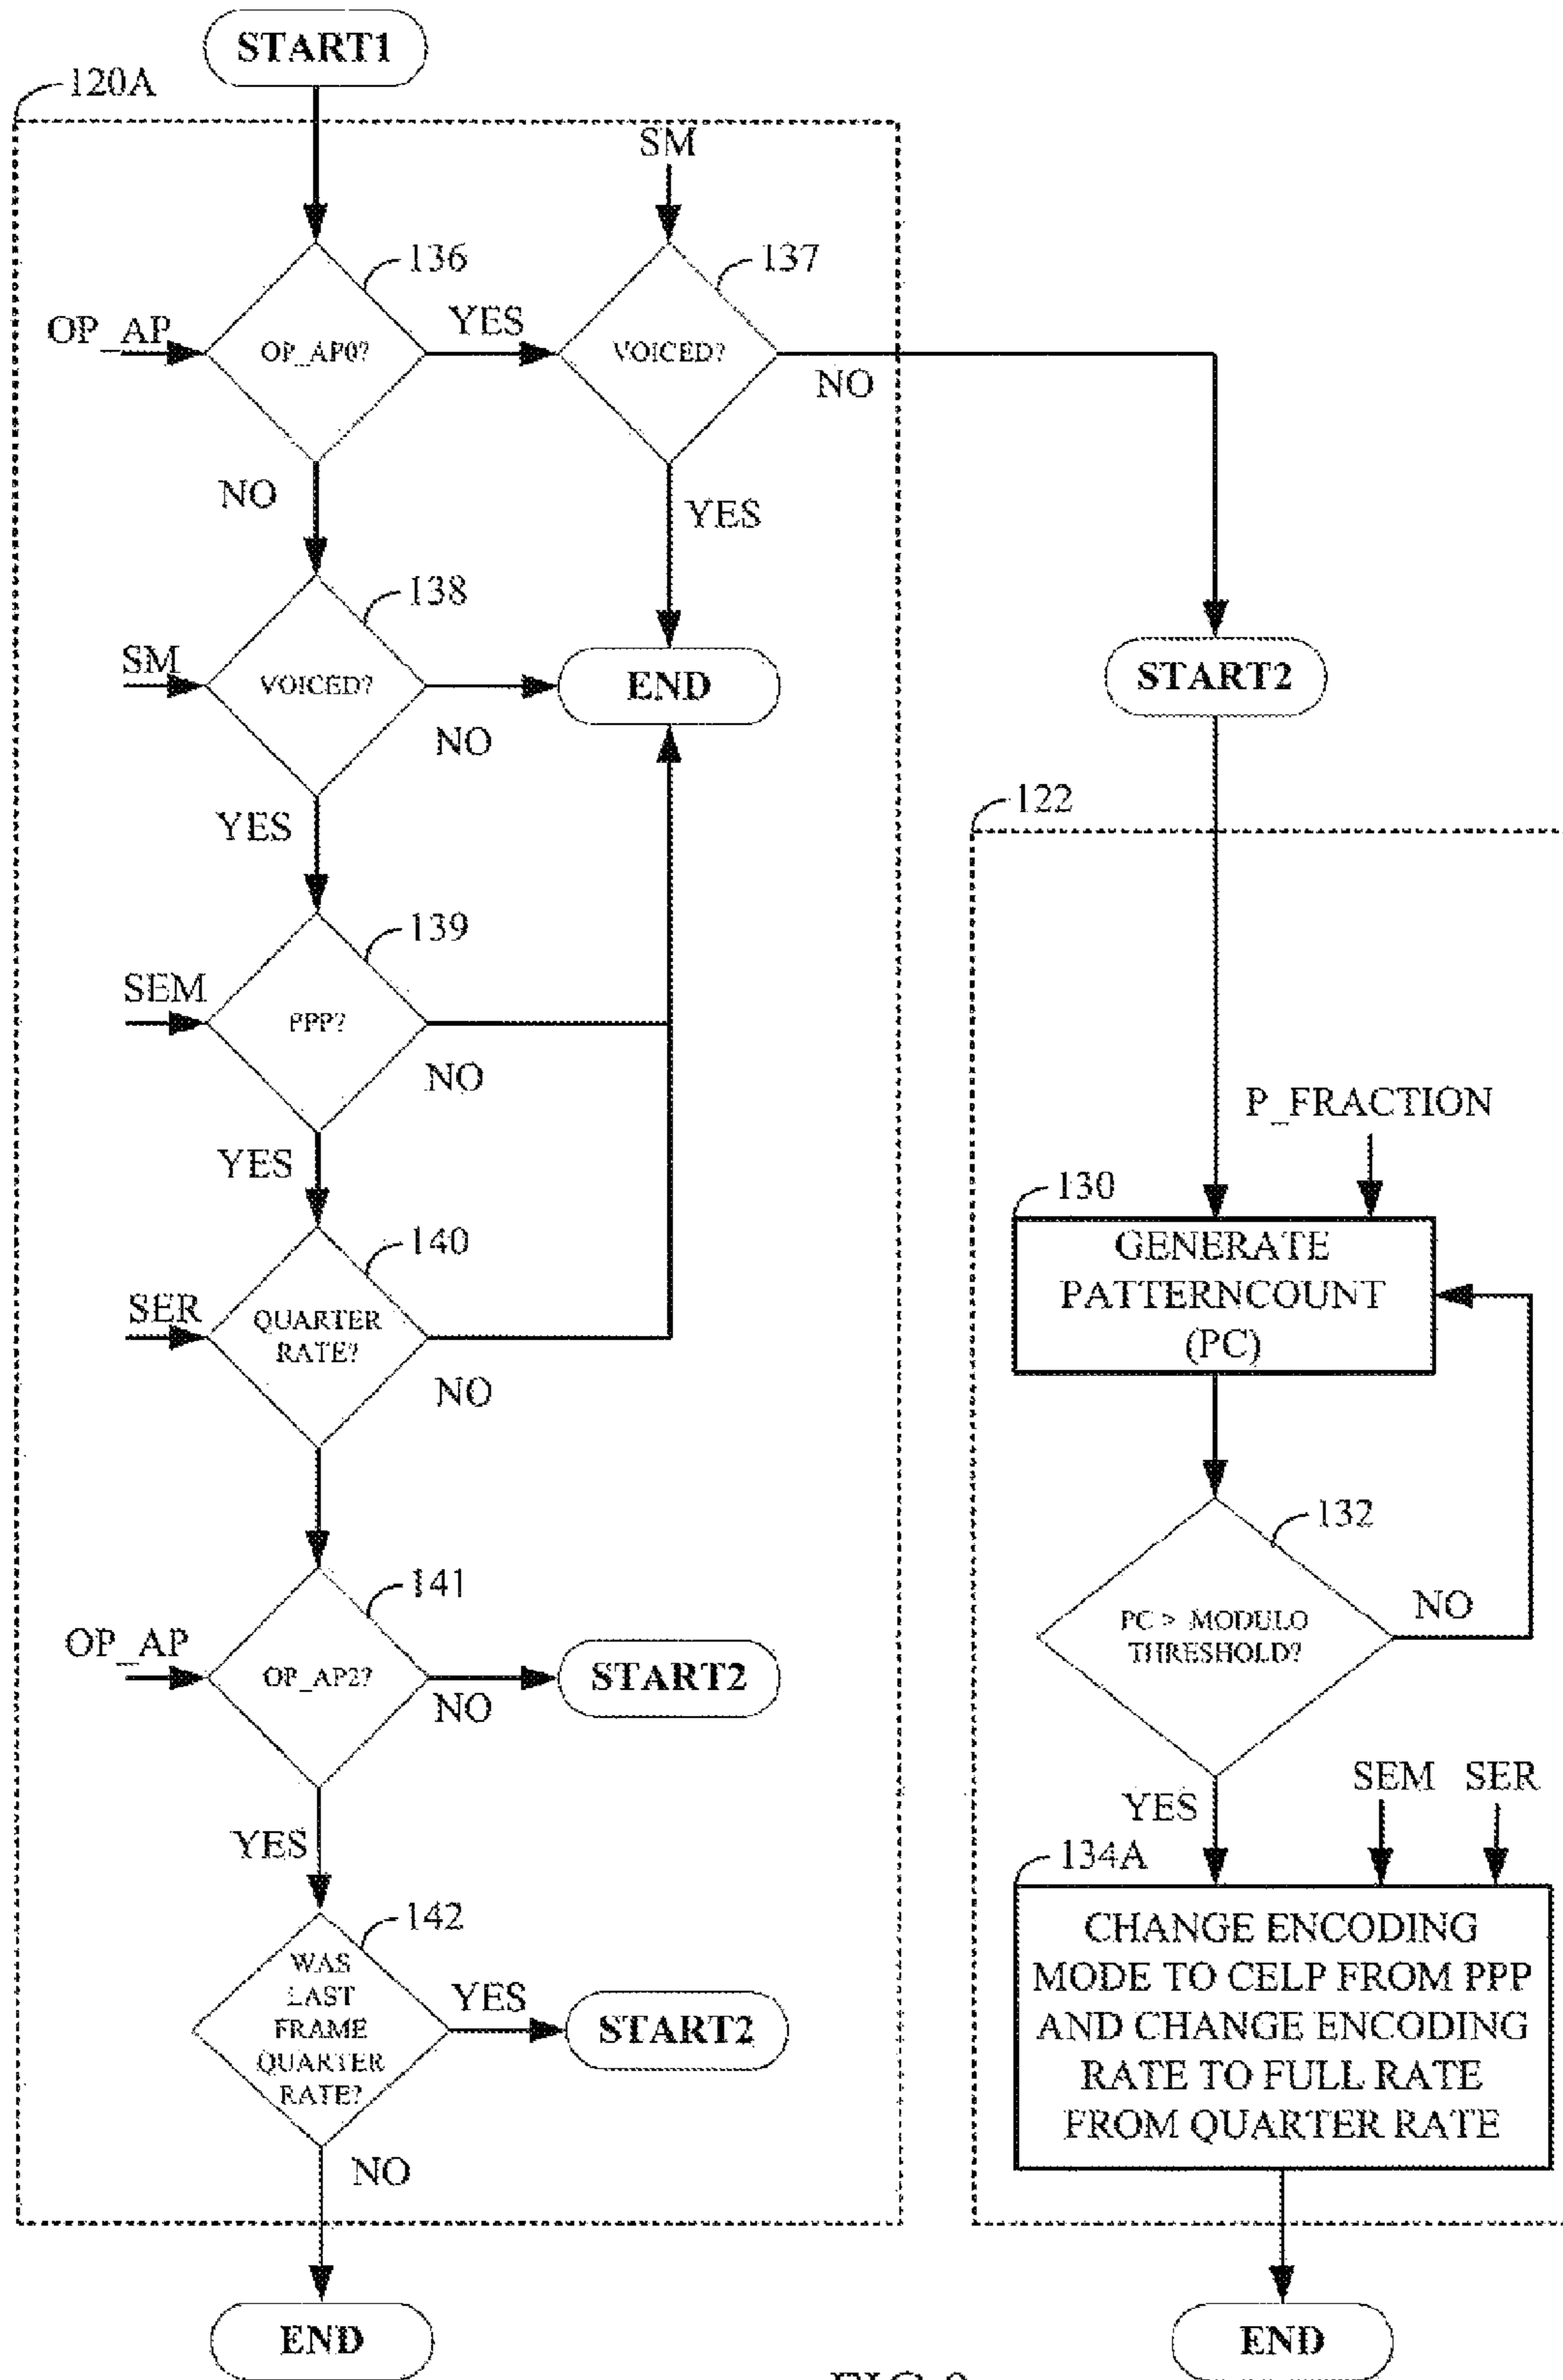 START1
120A
SM
136
137
OP_AP
OP_AP0?
YES
VOICED?
NO
NO
YES
138
SM
VOICED?
END
START2
NO
YES
122
139
SEM
PPP?
NO
P_FRACTION
YES
130
140
GENERATE
PATTERNCOUNT
(PC)
SER
QUARTER
RATE?
NO
132
141
PC > MODULO
THRESHOLD?
NO
OP_AP
OP_AP2?
START2
NO
SEM
SER
YES
YES
134A
142
CHANGE ENCODING
MODE TO CELP FROM PPP
AND CHANGE ENCODING
RATE TO FULL RATE
FROM QUARTER RATE
WAS
LAST
FRAME
QUARTER
RATE?
YES
START2
NO
END
END